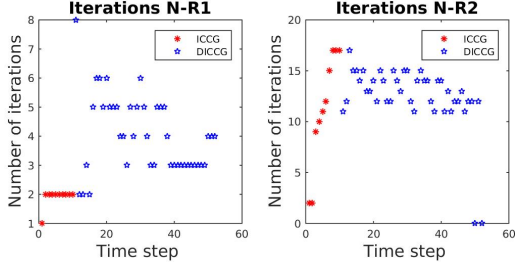 Iterations N-R1
Number of iterations
8
7
6
5
4
3
2
1
0
20
40
60
Time step
ICCG
DICCG
Iterations N-R2
Number of iterations
20
15
10
5
0
0
20
40
60
Time step
ICCG
DICCG